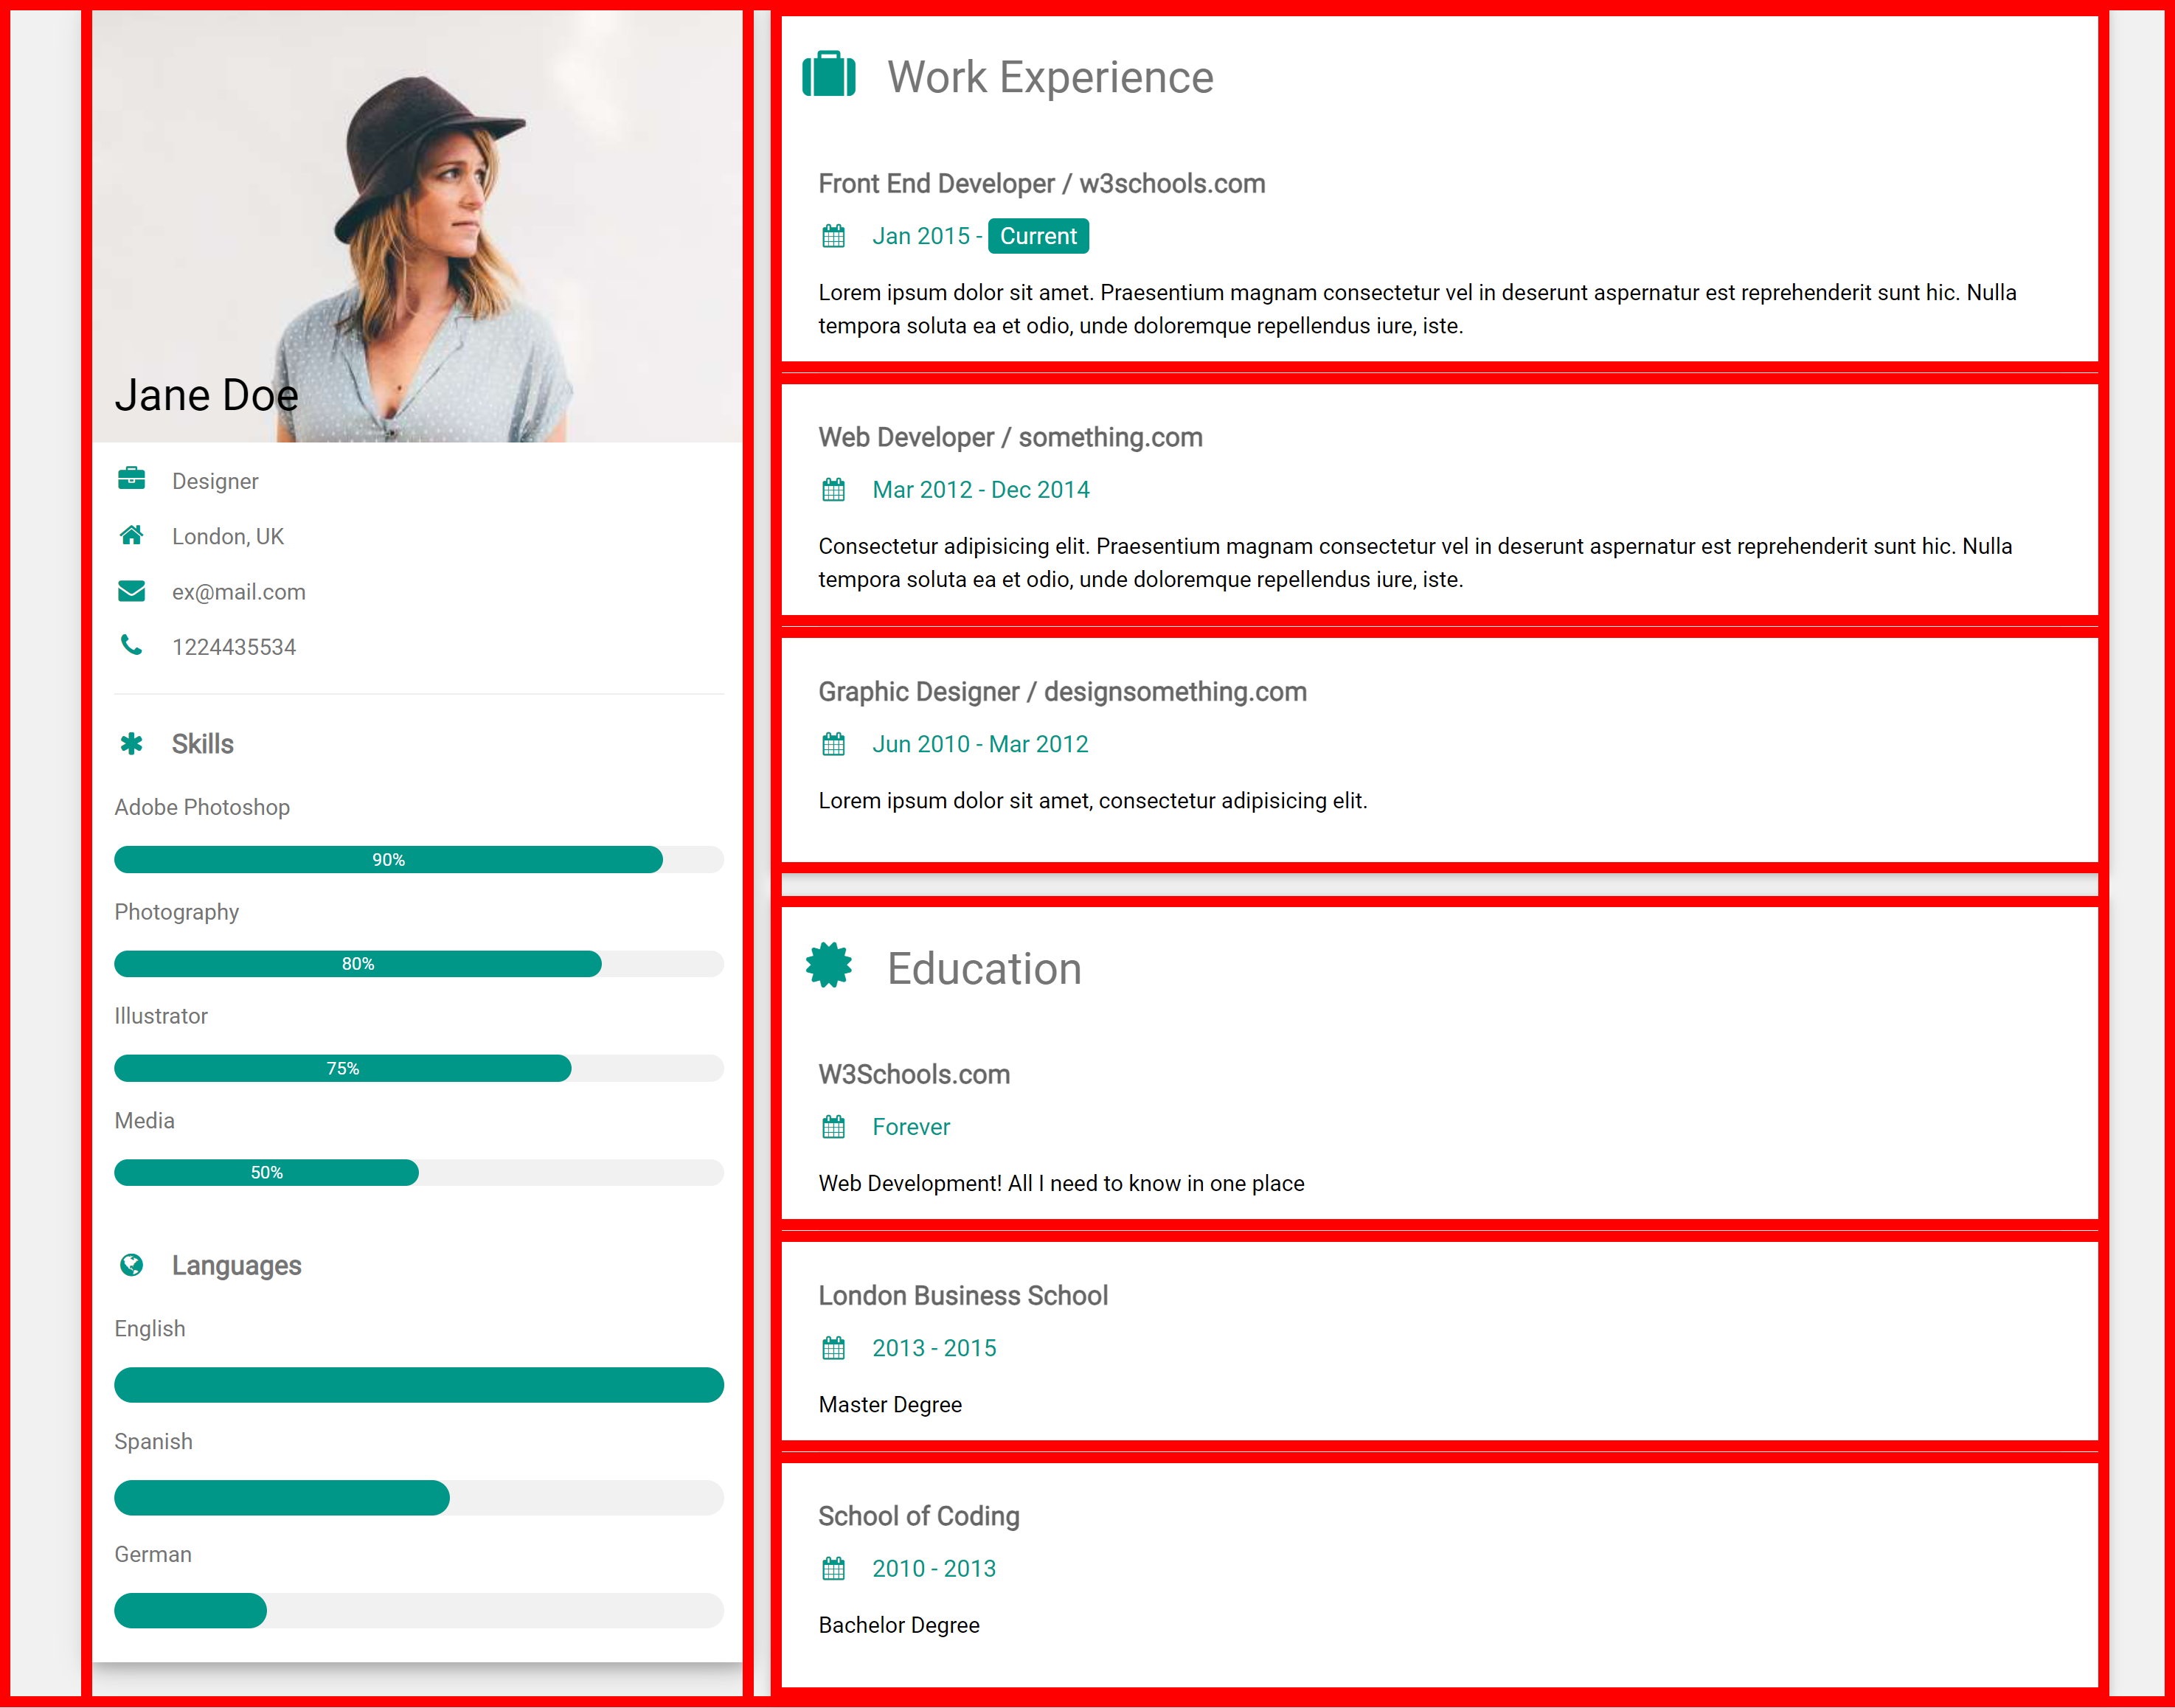 Jane Doe
Designer
London, UK
ex@mail.com
1224435534
Skills
Adobe Photoshop
90%
Photography
80%
Illustrator
75%
Media
50%
Languages
English
Spanish
German
Work Experience
Front End Developer / w3schools.com
Jan 2015 - Current
Lorem ipsum dolor sit amet. Praesentium magnam consectetur vel in deserunt aspernatur est reprehenderit sunt hic. Nulla
tempora soluta ea et odio, unde doloremque repellendus iure, iste.
Web Developer / something.com
Mar 2012 - Dec 2014
Consectetur adipisicing elit. Praesentium magnam consectetur vel in deserunt aspernatur est reprehenderit sunt hic. Nulla
tempora soluta ea et odio, unde doloremque repellendus iure, iste.
Graphic Designer / designsomething.com
Jun 2010 - Mar 2012
Lorem ipsum dolor sit amet, consectetur adipisicing elit.
Education
W3Schools.com
Forever
Web Development! All I need to know in one place
London Business School
2013 - 2015
Master Degree
School of Coding
2010 - 2013
Bachelor Degree